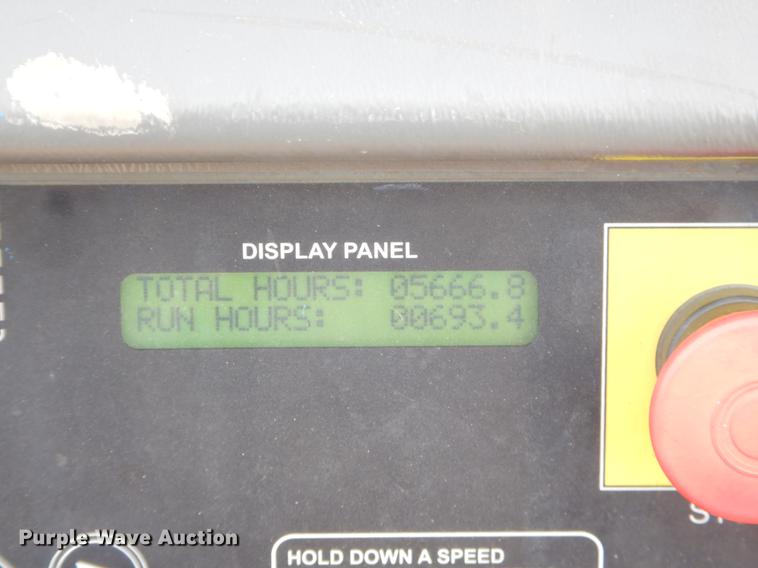 DISPLAY PANEL
TOTAL HOURS: 05666.8
RUN HOURS: 00693.4
HOLD DOWN A SPEED
Purple Wave Auction